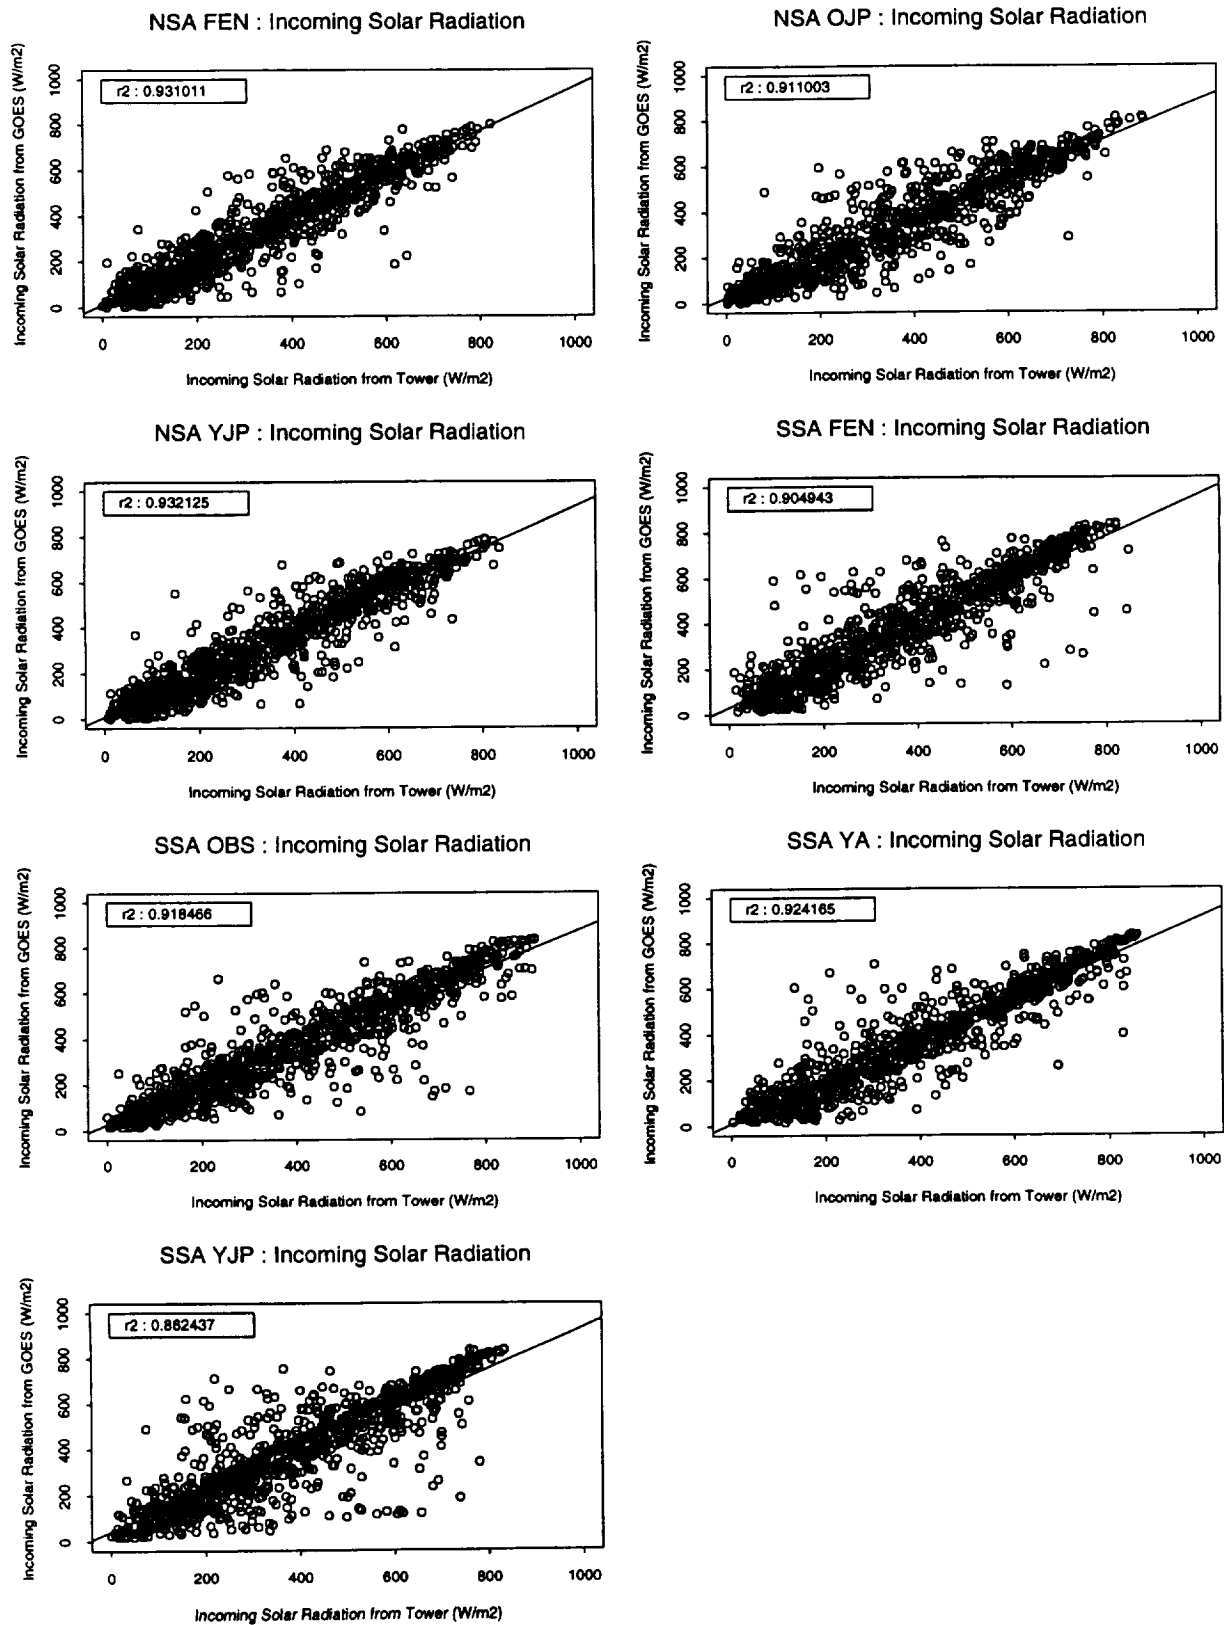 NSA FEN : Incoming Solar Radiation
Incoming Solar Radiation from GOES (W/m2)
r2 : 0.931011
0 200 400 600 800 1000
0 200 400 600 800 1000
Incoming Solar Radiation from Tower (W/m2)
NSA OJP : Incoming Solar Radiation
Incoming Solar Radiation from GOES (W/m2)
r2 : 0.911003
0 200 400 600 800 1000
0 200 400 600 800 1000
Incoming Solar Radiation from Tower (W/m2)
NSA YJP : Incoming Solar Radiation
Incoming Solar Radiation from GOES (W/m2)
r2 : 0.932125
0 200 400 600 800 1000
0 200 400 600 800 1000
Incoming Solar Radiation from Tower (W/m2)
SSA FEN : Incoming Solar Radiation
Incoming Solar Radiation from GOES (W/m2)
r2 : 0.904943
0 200 400 600 800 1000
0 200 400 600 800 1000
Incoming Solar Radiation from Tower (W/m2)
SSA OBS : Incoming Solar Radiation
Incoming Solar Radiation from GOES (W/m2)
r2 : 0.918466
0 200 400 600 800 1000
0 200 400 600 800 1000
Incoming Solar Radiation from Tower (W/m2)
SSA YA : Incoming Solar Radiation
Incoming Solar Radiation from GOES (W/m2)
r2 : 0.924165
0 200 400 600 800 1000
0 200 400 600 800 1000
Incoming Solar Radiation from Tower (W/m2)
SSA YJP : Incoming Solar Radiation
Incoming Solar Radiation from GOES (W/m2)
r2 : 0.862437
0 200 400 600 800 1000
0 200 400 600 800 1000
Incoming Solar Radiation from Tower (W/m2)